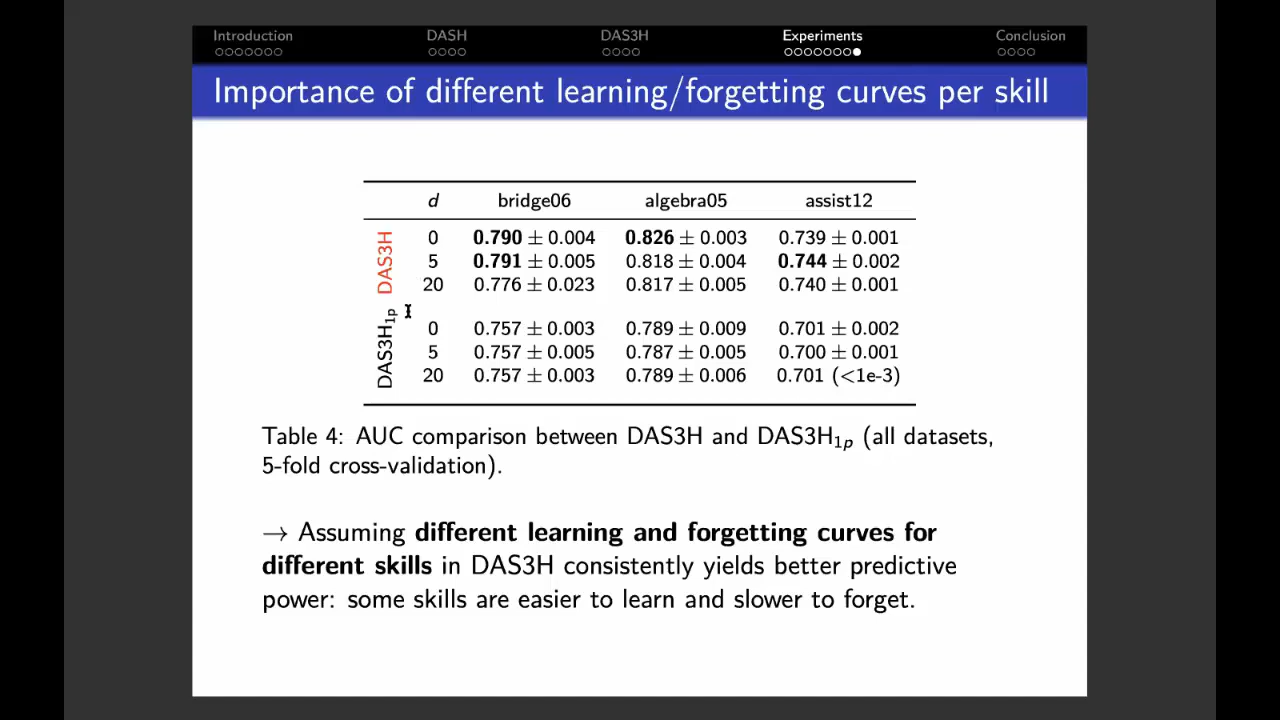 Introduction DASH DAS3H Experiments Conclusion
Importance of different learning/forgetting curves per skill
d bridge06 algebra05 assist12
DAS3H
0 0.790 ± 0.004 0.826 ± 0.003 0.739 ± 0.001
5 0.791 ± 0.005 0.818 ± 0.004 0.744 ± 0.002
20 0.776 ± 0.023 0.817 ± 0.005 0.740 ± 0.001
DAS3H1p
0 0.757 ± 0.003 0.789 ± 0.009 0.701 ± 0.002
5 0.757 ± 0.005 0.787 ± 0.005 0.700 ± 0.001
20 0.757 ± 0.003 0.789 ± 0.006 0.701 (<1e-3)
Table 4: AUC comparison between DAS3H and DAS3H1p (all datasets,
5-fold cross-validation).
→ Assuming different learning and forgetting curves for
different skills in DAS3H consistently yields better predictive
power: some skills are easier to learn and slower to forget.